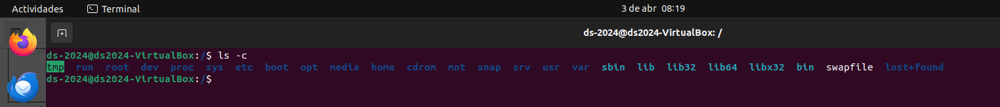 Actividades
Terminal
3 de abr 08:19
ds-2024@ds2024-VirtualBox: /
ds-2024@ds2024-VirtualBox:/$ ls -c
tmp run root dev proc sys etc boot opt media home cdrom mnt snap srv usr var sbin lib lib32 lib64 libx32 bin swapfile lost+found
ds-2024@ds2024-VirtualBox:/$